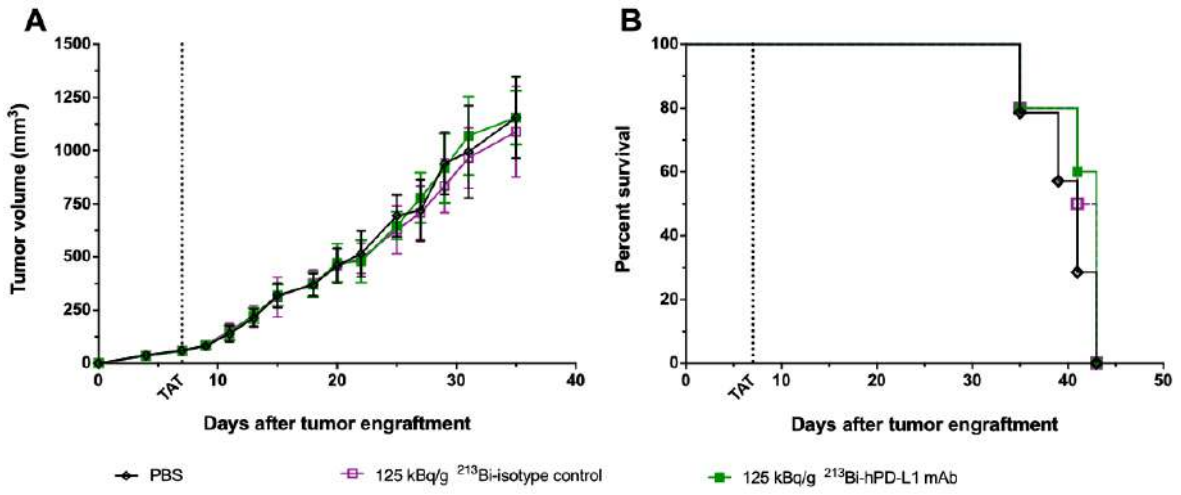 A
B
Tumor volume (mm³)
1500
1250
1000
750
500
250
0
0
TAT
10
20
30
40
Days after tumor engraftment
Percent survival
100
80
60
40
20
0
0
TAT
10
20
30
40
50
Days after tumor engraftment
PBS
125 kBq/g ²¹³Bi-isotype control
125 kBq/g ²¹³Bi-hPD-L1 mAb